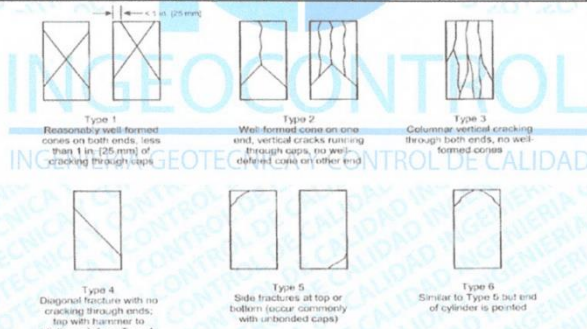 < 1 in. [25 mm]
INGEOCONTROL
Type 1
Reasonably well-formed
cones on both ends, less
than 1 in. [25 mm] of
cracking through caps
Type 2
Well-formed cone on one
end, vertical cracks running
through caps, no well-
defined cone on other end
Type 3
Columnar vertical cracking
through both ends, no well-
formed cones
INGENIERÍA GEOTECNICA Y CONTROL DE CALIDAD
Type 4
Diagonal fracture with no
cracking through ends;
tap with hammer to
Type 5
Side fractures at top or
bottom (occur commonly
with unbonded caps)
Type 6
Similar to Type 5 but end
of cylinder is pointed